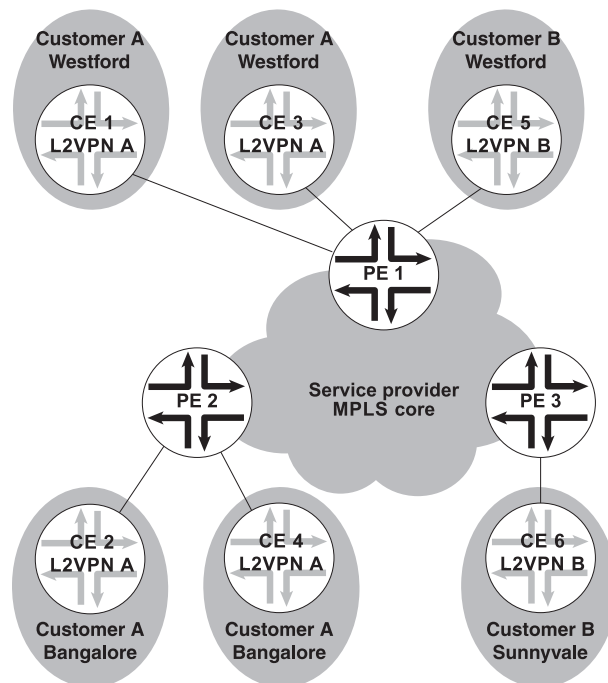 Customer A
Westford
CE 1
L2VPN A
Customer A
Westford
CE 3
L2VPN A
Customer B
Westford
CE 5
L2VPN B
PE 1
PE 2
Service provider
MPLS core
PE 3
CE 2
L2VPN A
Customer A
Bangalore
CE 4
L2VPN A
Customer A
Bangalore
CE 6
L2VPN B
Customer B
Sunnyvale